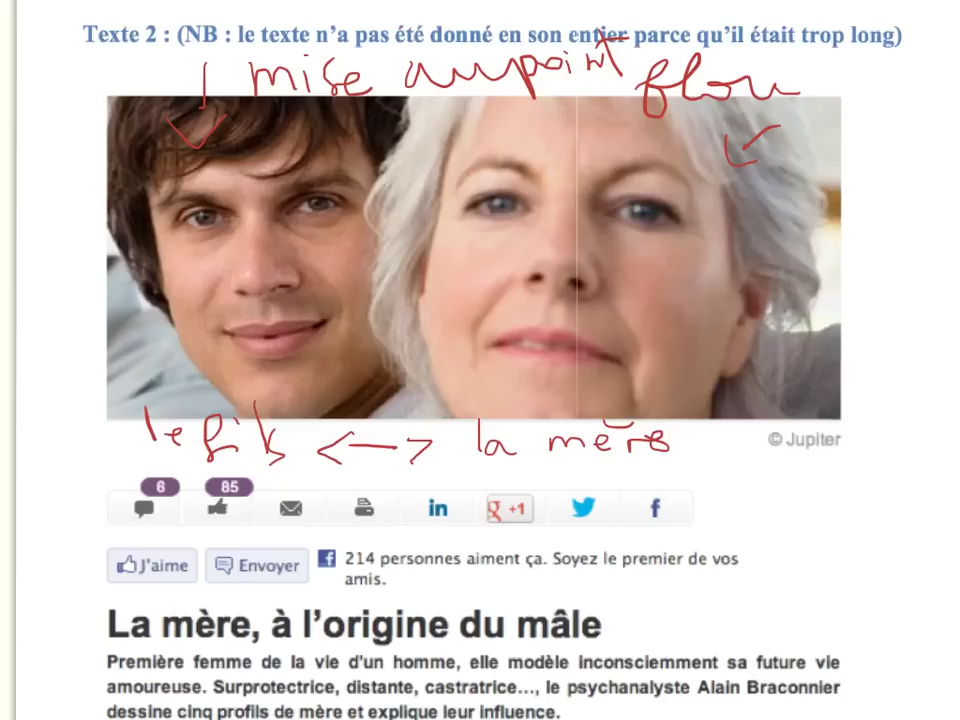 Texte 2 : (NB : le texte n'a pas été donné en son entier parce qu'il était trop long)
mise au point flou
le fils <—> la mère
© Jupiter
6 85
g +1
J'aime Envoyer 214 personnes aiment ça. Soyez le premier de vos
amis.
La mère, à l'origine du mâle
Première femme de la vie d'un homme, elle modèle inconsciemment sa future vie
amoureuse. Surprotectrice, distante, castratrice..., le psychanalyste Alain Braconnier
dessine cinq profils de mère et explique leur influence.